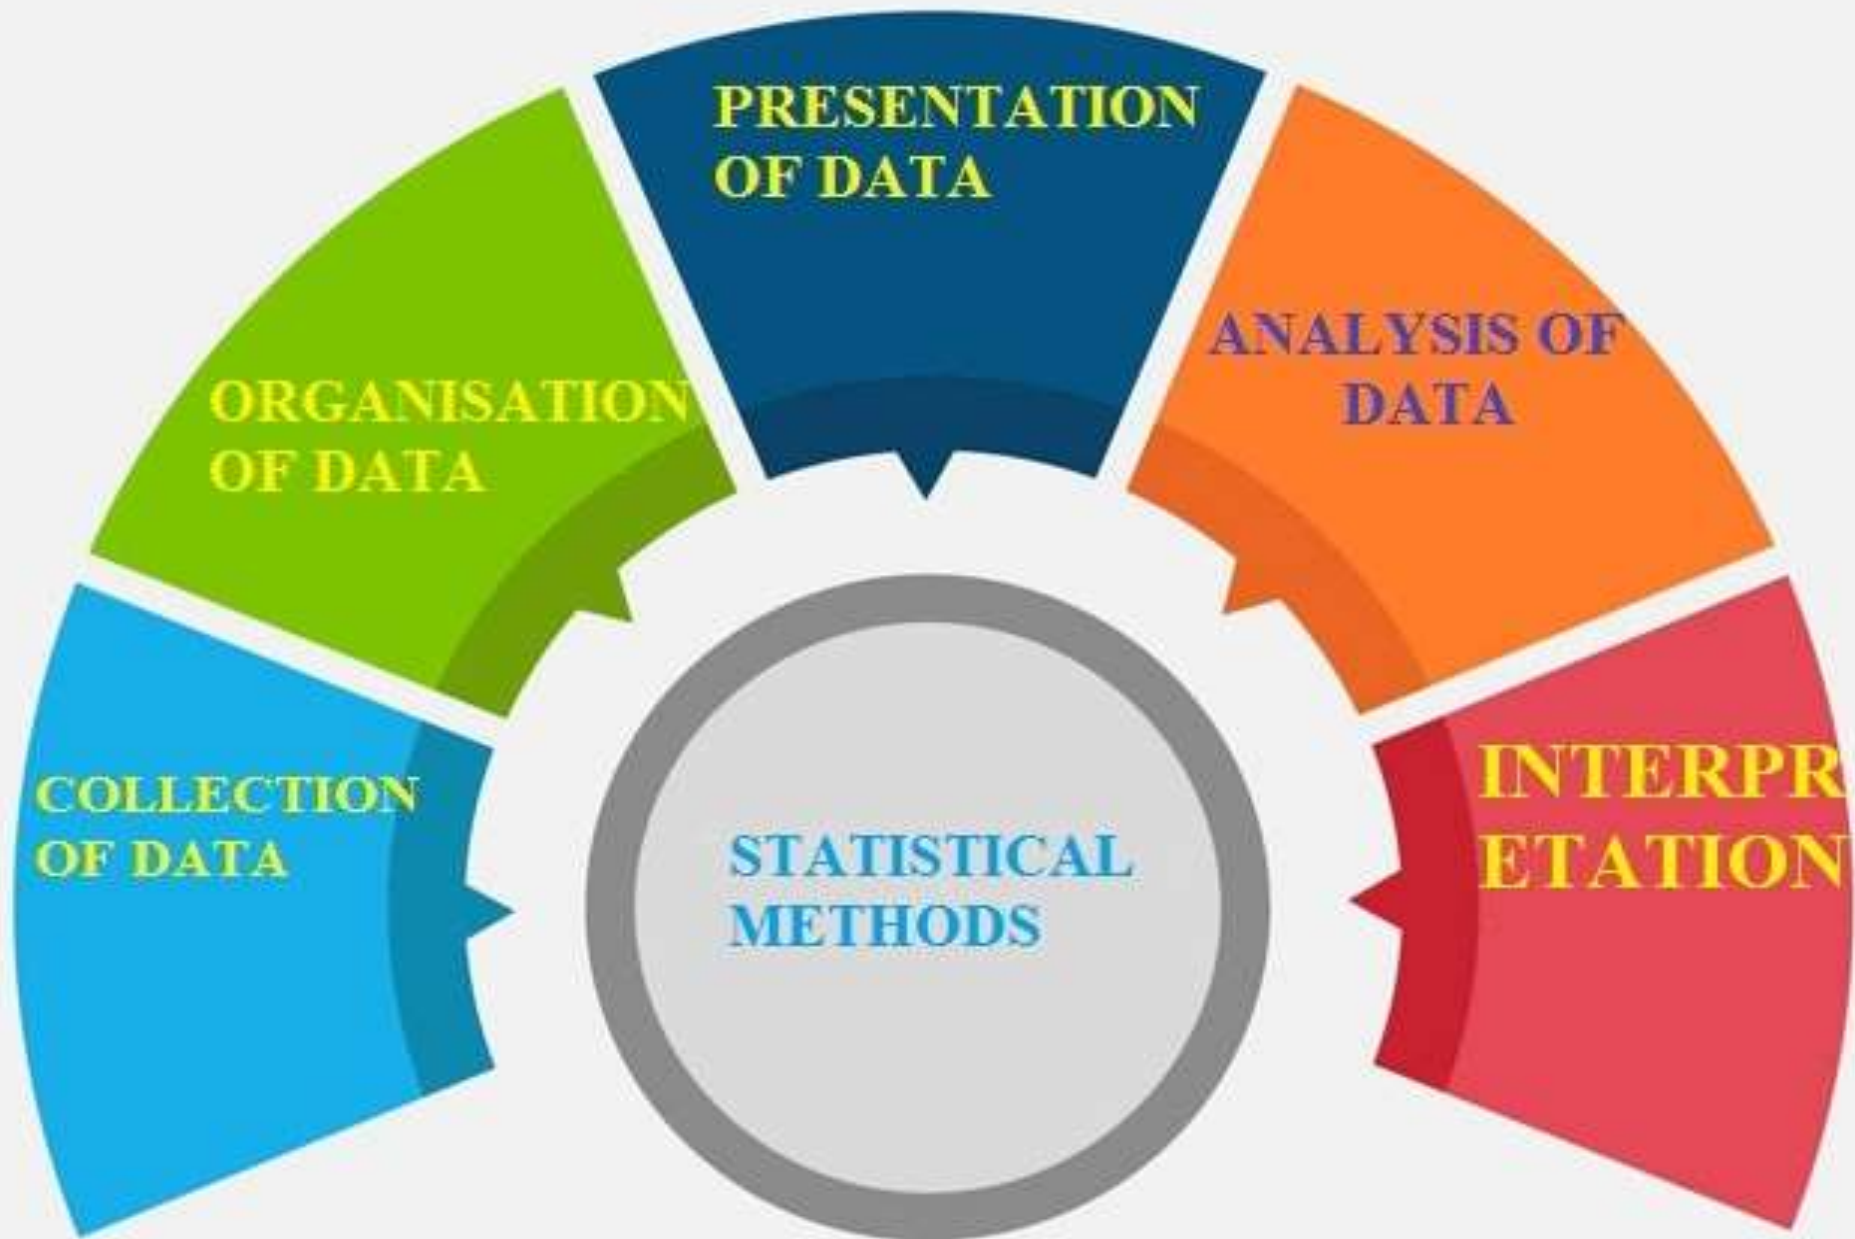 PRESENTATION
OF DATA
ORGANISATION
OF DATA
ANALYSIS OF
DATA
COLLECTION
OF DATA
STATISTICAL
METHODS
INTERPR
ETATION